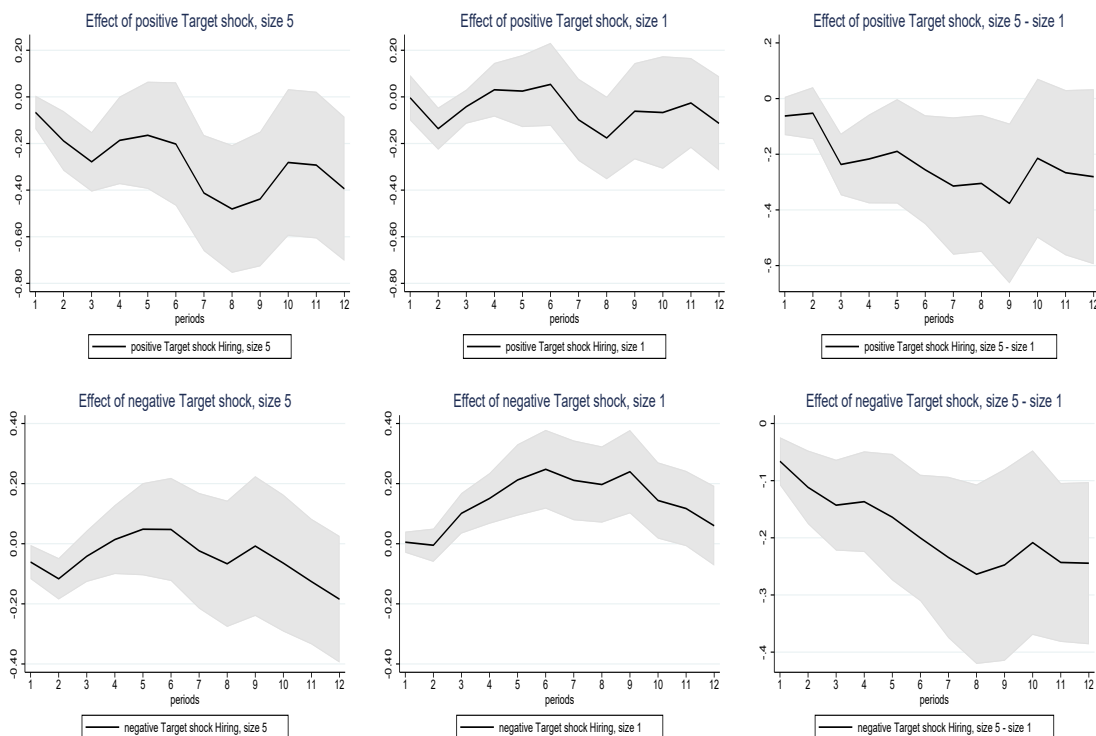 Effect of positive Target shock, size 5
0.20
0.00
-0.20
-0.40
-0.60
-0.80
1 2 3 4 5 6 7 8 9 10 11 12
periods
positive Target shock Hiring, size 5
Effect of positive Target shock, size 1
0.20
0.00
-0.20
-0.40
-0.60
-0.80
1 2 3 4 5 6 7 8 9 10 11 12
periods
positive Target shock Hiring, size 1
Effect of positive Target shock, size 5 - size 1
.2
0
-.2
-.4
-.6
1 2 3 4 5 6 7 8 9 10 11 12
periods
positive Target shock Hiring, size 5 - size 1
Effect of negative Target shock, size 5
0.40
0.20
0.00
-0.20
-0.40
1 2 3 4 5 6 7 8 9 10 11 12
periods
negative Target shock Hiring, size 5
Effect of negative Target shock, size 1
0.40
0.20
0.00
-0.20
-0.40
1 2 3 4 5 6 7 8 9 10 11 12
periods
negative Target shock Hiring, size 1
Effect of negative Target shock, size 5 - size 1
0
-.1
-.2
-.3
-.4
1 2 3 4 5 6 7 8 9 10 11 12
periods
negative Target shock Hiring, size 5 - size 1